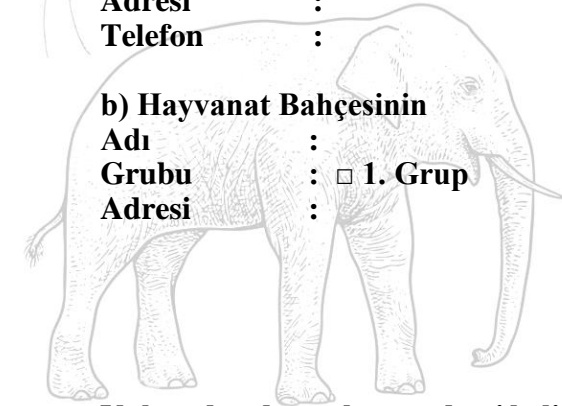 Adresi :
Telefon :
b) Hayvanat Bahçesinin
Adı :
Grubu : □ 1. Grup
Adresi :